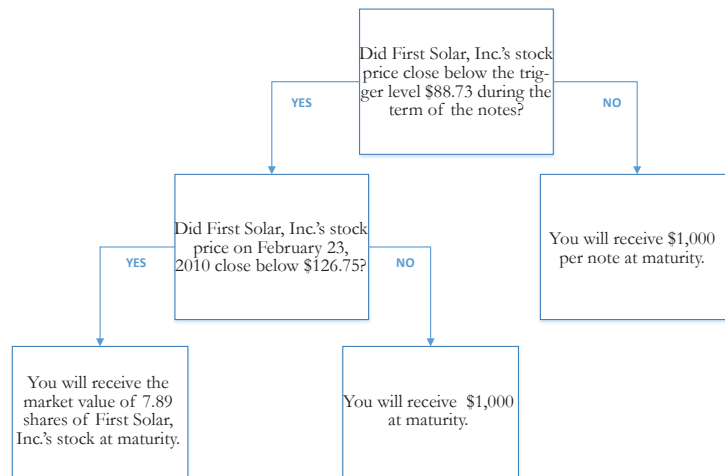 Did First Solar, Inc.'s stock
price close below the trig-
ger level $88.73 during the
term of the notes?
YES
NO
Did First Solar, Inc.'s stock
price on February 23,
2010 close below $126.75?
You will receive $1,000
per note at maturity.
YES
NO
You will receive the
market value of 7.89
shares of First Solar,
Inc.'s stock at maturity.
You will receive $1,000
at maturity.